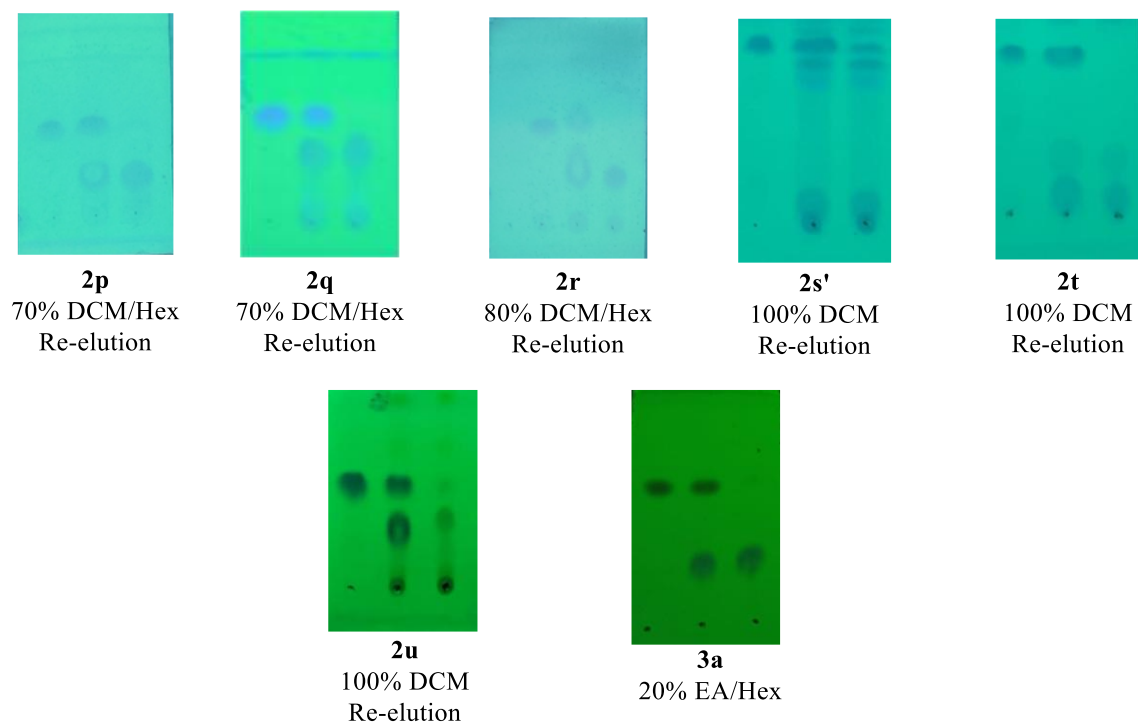 2p
70% DCM/Hex
Re-elution
2q
70% DCM/Hex
Re-elution
2r
80% DCM/Hex
Re-elution
2s'
100% DCM
Re-elution
2t
100% DCM
Re-elution
2u
100% DCM
Re-elution
3a
20% EA/Hex